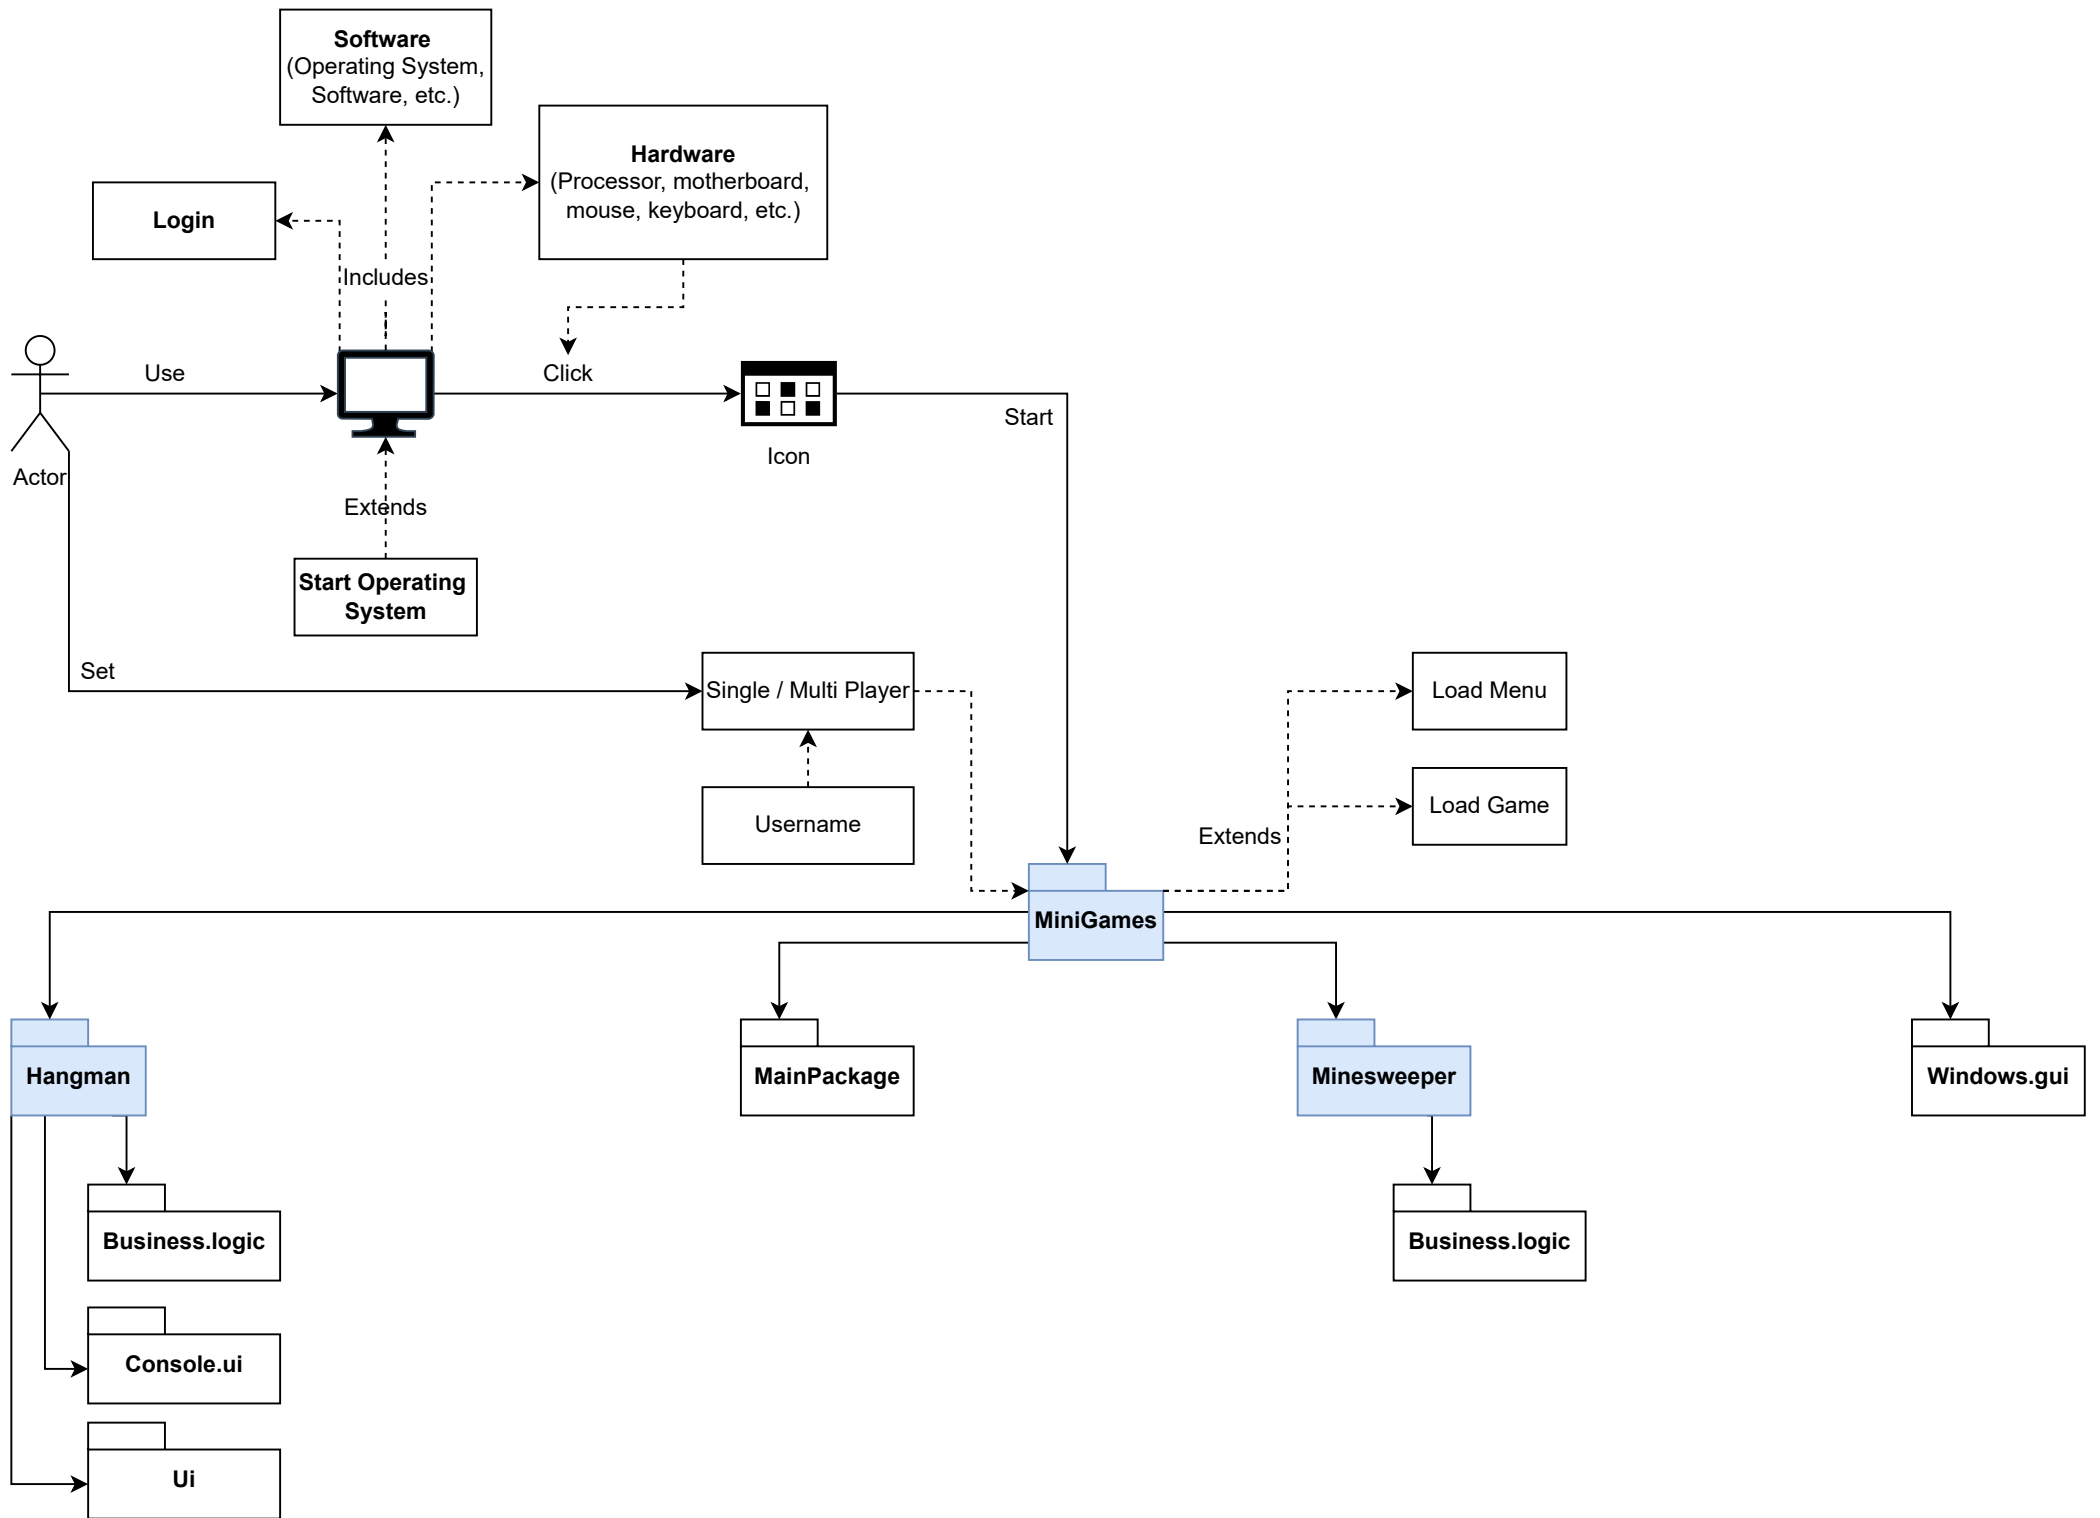 Software
(Operating System,
Software, etc.)
Hardware
(Processor, motherboard,
mouse, keyboard, etc.)
Login
Includes
Use
Click
Start
Icon
Actor
Extends
Start Operating
System
Set
Single / Multi Player
Load Menu
Username
Load Game
Extends
MiniGames
Hangman
MainPackage
Minesweeper
Windows.gui
Business.logic
Business.logic
Console.ui
Ui